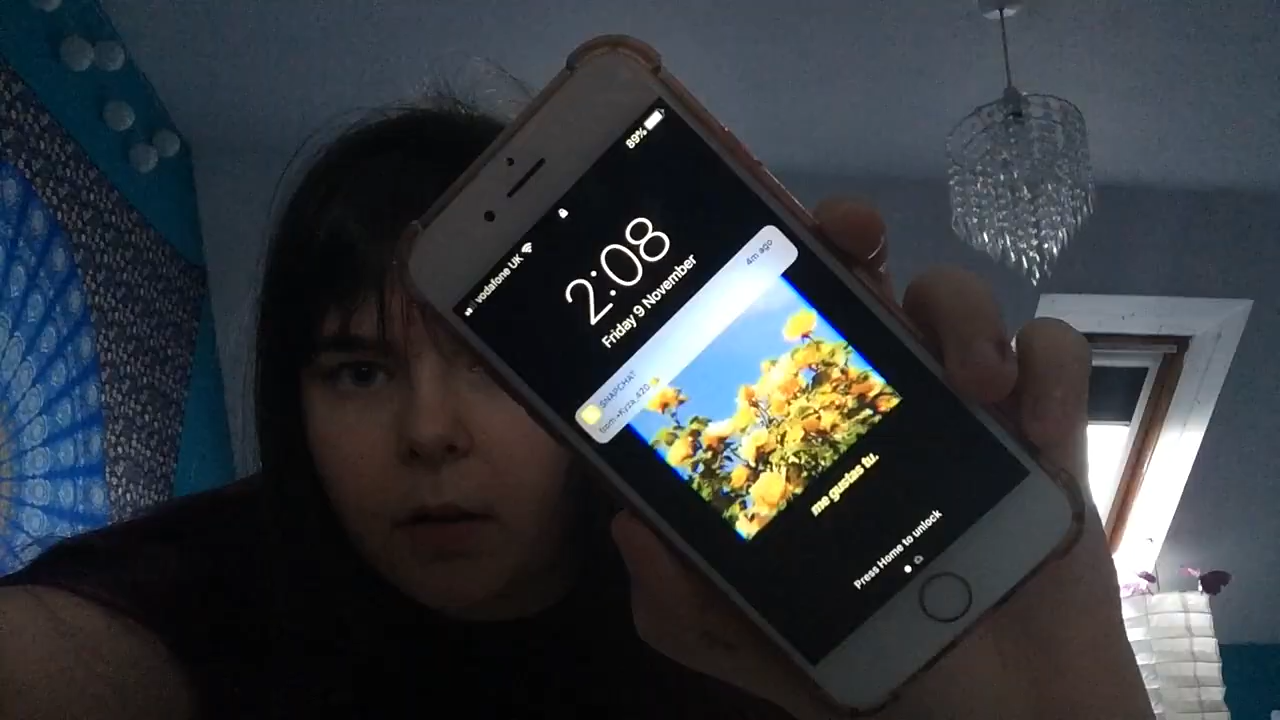 vodafone UK
89%
2:08
Friday 9 November
SNAPCHAT
4m ago
me gustas tu.
Press Home to unlock